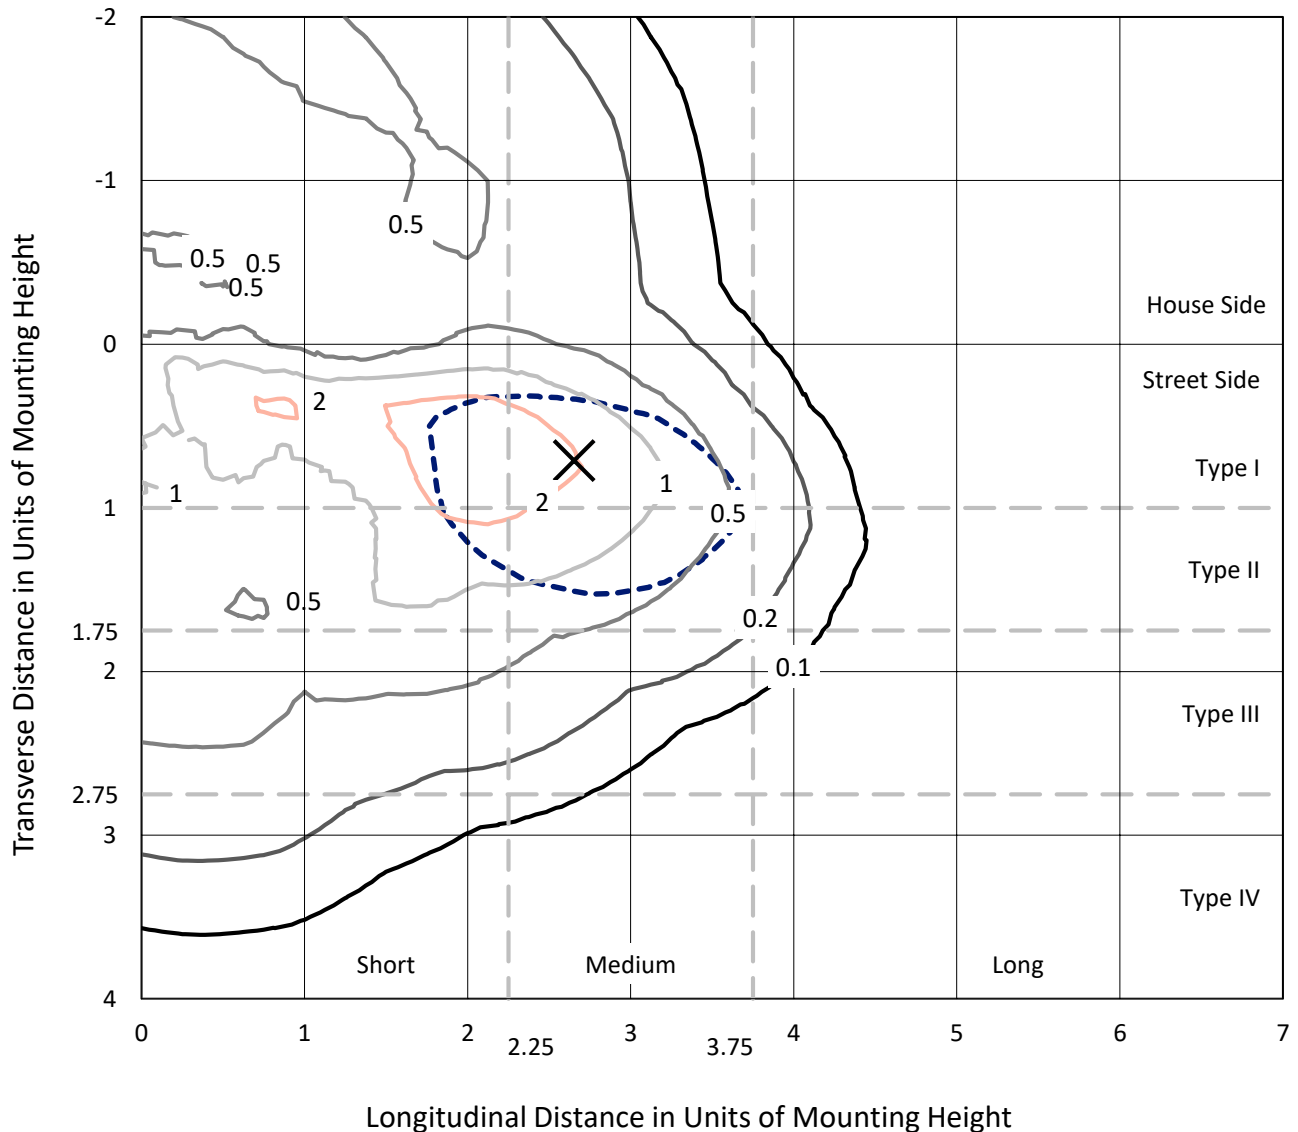 -2
-1
0.5
0.5
0.5
0.5
House Side
0
Street Side
2
Type I
1
1
2
0.5
1
Type II
0.5
0.2
1.75
0.1
2
Type III
2.75
3
Type IV
Short
Medium
Long
4
0
1
2
2.25
3
3.75
4
5
6
7
Transverse Distance in Units of Mounting Height
Longitudinal Distance in Units of Mounting Height